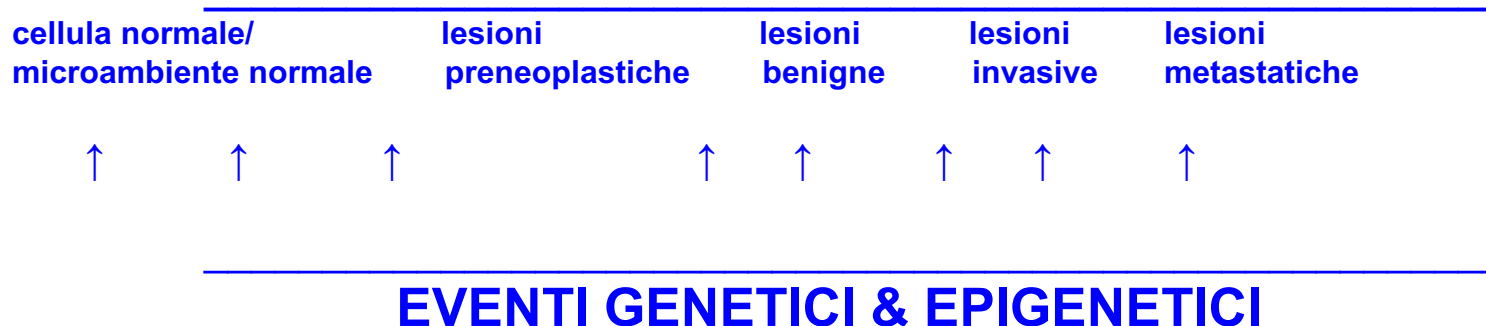 cellula normale/ lesioni lesioni lesioni lesioni
microambiente normale preneoplastiche benigne invasive metastatiche
↑ ↑ ↑ ↑ ↑ ↑ ↑ ↑
EVENTI GENETICI & EPIGENETICI